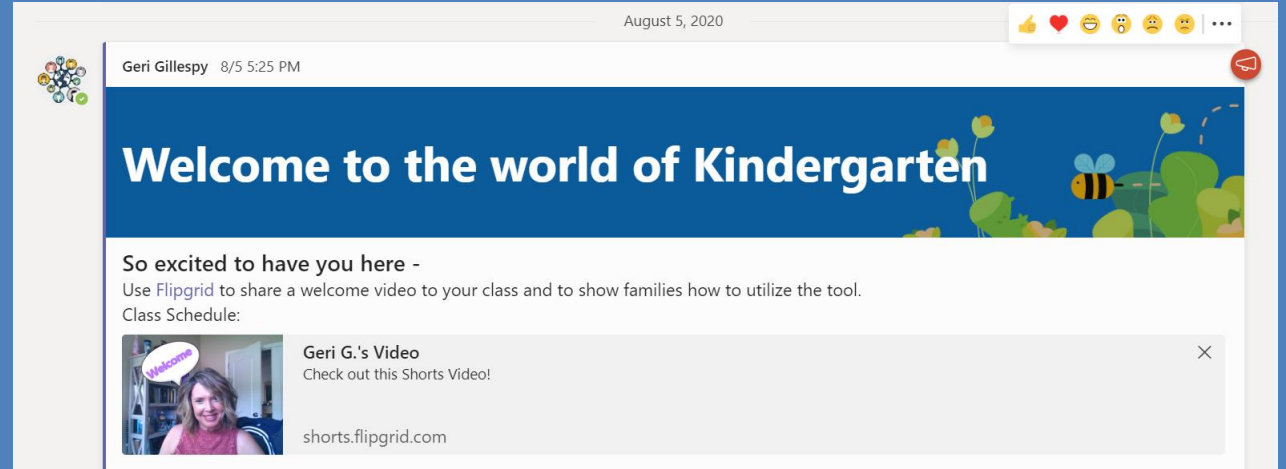 August 5, 2020
Geri Gillespy 8/5 5:25 PM
Welcome to the world of Kindergarten
So excited to have you here -
Use Flipgrid to share a welcome video to your class and to show families how to utilize the tool.
Class Schedule:
Welcome
Geri G.'s Video
Check out this Shorts Video!
shorts.flipgrid.com